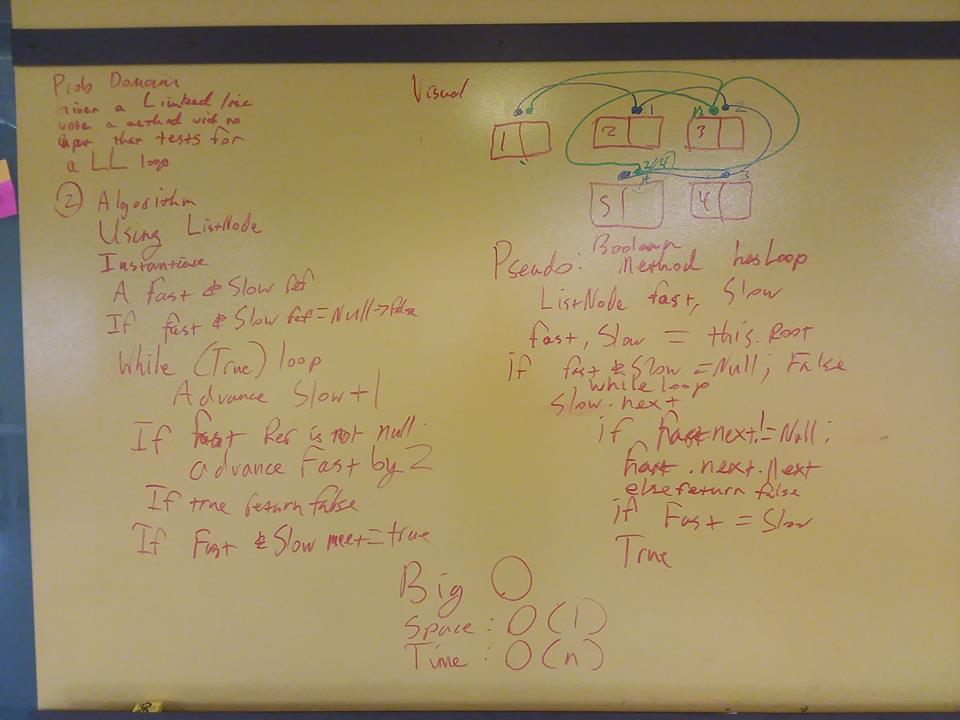 Prob Domain
Given a Linked list
write a method with no
input that tests for
a LL loop
② Algorithm
Using ListNode
Instantiate
A fast & Slow ref
If fast & Slow ref = Null → false
While (True) loop
Advance Slow + 1
If fast Ref is not null
advance Fast by 2
If true return false
If Fast & Slow meet = true
Visual
1 2
1 2 3
2 4
3
5 4
Pseudo: Boolean
Method hasLoop
ListNode fast, Slow
fast, Slow = this.Root
if fast & Slow = Null; False
while loop
Slow.next
if fast.next != Null;
fast.next.Next
else return false
if Fast = Slow
True
Big O
Space: O(1)
Time: O(n)
8